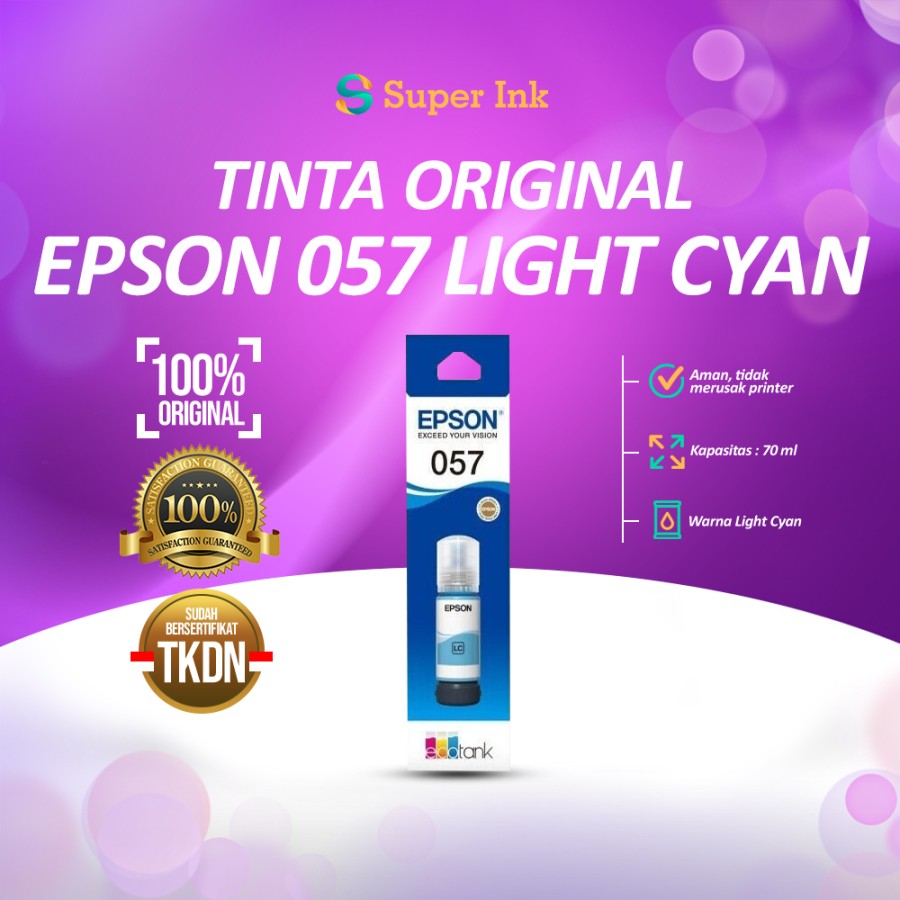 Super Ink
TINTA ORIGINAL
EPSON 057 LIGHT CYAN
100%
ORIGINAL
SATISFACTION GUARANTEED
100%
SATISFACTION GUARANTEED
SUDAH
BERSERTIFIKAT
TKDN
EPSON®
EXCEED YOUR VISION
057
EPSON
LC
ecotank
Aman, tidak
merusak printer
Kapasitas : 70 ml
Warna Light Cyan